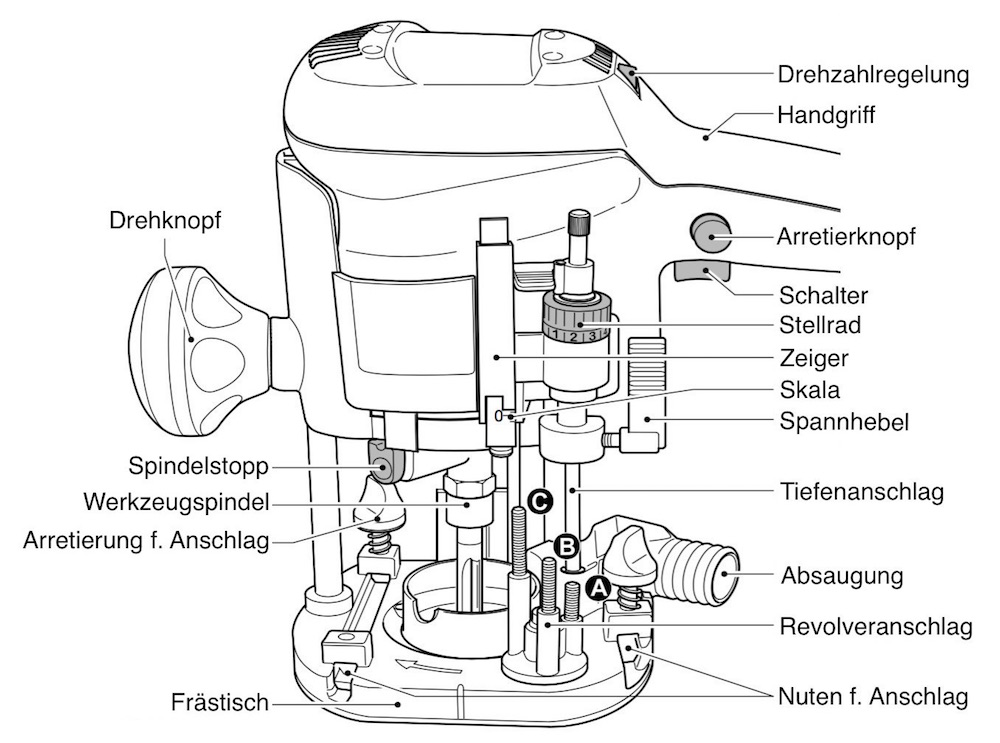 Drehzahlregelung
Handgriff
Drehknopf
Arretierknopf
Schalter
Stellrad
1 2 3
Zeiger
Skala
Spannhebel
Spindelstopp
Werkzeugspindel
Tiefenanschlag
C
Arretierung f. Anschlag
B
A
Absaugung
Revolveranschlag
Nuten f. Anschlag
Frästisch